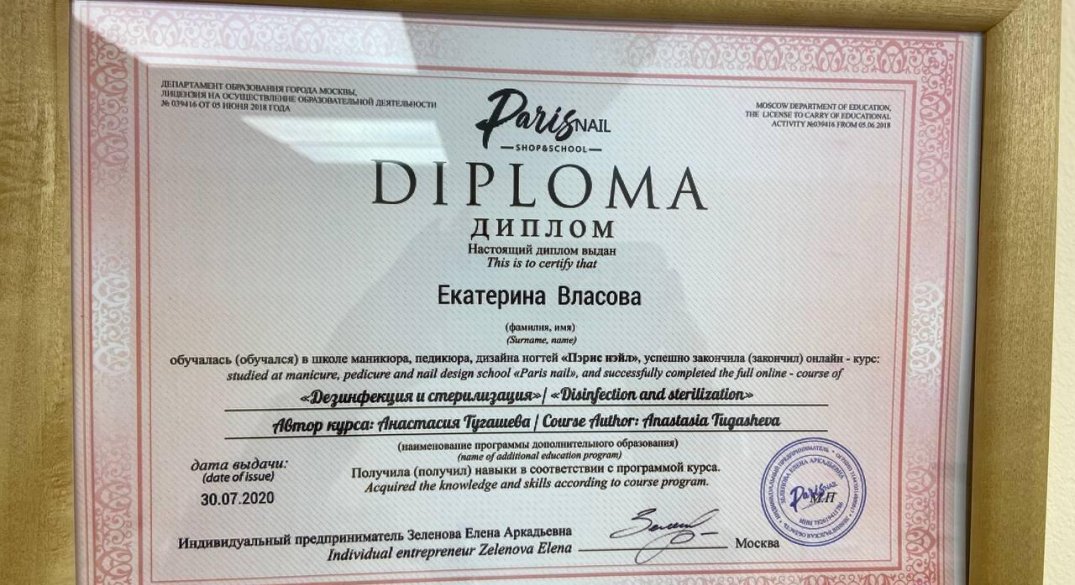 ДЕПАРТАМЕНТ ОБРАЗОВАНИЯ ГОРОДА МОСКВЫ,
ЛИЦЕНЗИЯ НА ОСУЩЕСТВЛЕНИЕ ОБРАЗОВАТЕЛЬНОЙ ДЕЯТЕЛЬНОСТИ
№ 039416 ОТ 05 ИЮНЯ 2018 ГОДА
MOSCOW DEPARTMENT OF EDUCATION,
THE LICENSE TO CARRY OF EDUCATIONAL
ACTIVITY №039416 FROM 05.06.2018
Paris NAIL
SHOP&SCHOOL
DIPLOMA
ДИПЛОМ
Настоящий диплом выдан
This is to certify that
Екатерина Власова
(фамилия, имя)
(Surname, name)
обучалась (обучался) в школе маникюра, педикюра, дизайна ногтей «Пэрис нэйл», успешно закончила (закончил) онлайн - курс:
studied at manicure, pedicure and nail design school «Paris nail», and successfully completed the full online - course of
«Дезинфекция и стерилизация» / «Disinfection and sterilization»
Автор курса: Анастасия Тугашева / Course Author: Anastasia Tugasheva
(наименование программы дополнительного образования)
(name of additional education program)
дата выдачи:
(date of issue)
30.07.2020
Получила (получил) навыки в соответствии с программой курса.
Acquired the knowledge and skills according to course program.
ИНДИВИДУАЛЬНЫЙ ПРЕДПРИНИМАТЕЛЬ
ЗЕЛЕНОВА ЕЛЕНА АРКАДЬЕВНА
Paris NAIL
М.П
Индивидуальный предприниматель Зеленова Елена Аркадьевна
Individual entrepreneur Zelenova Elena
Москва